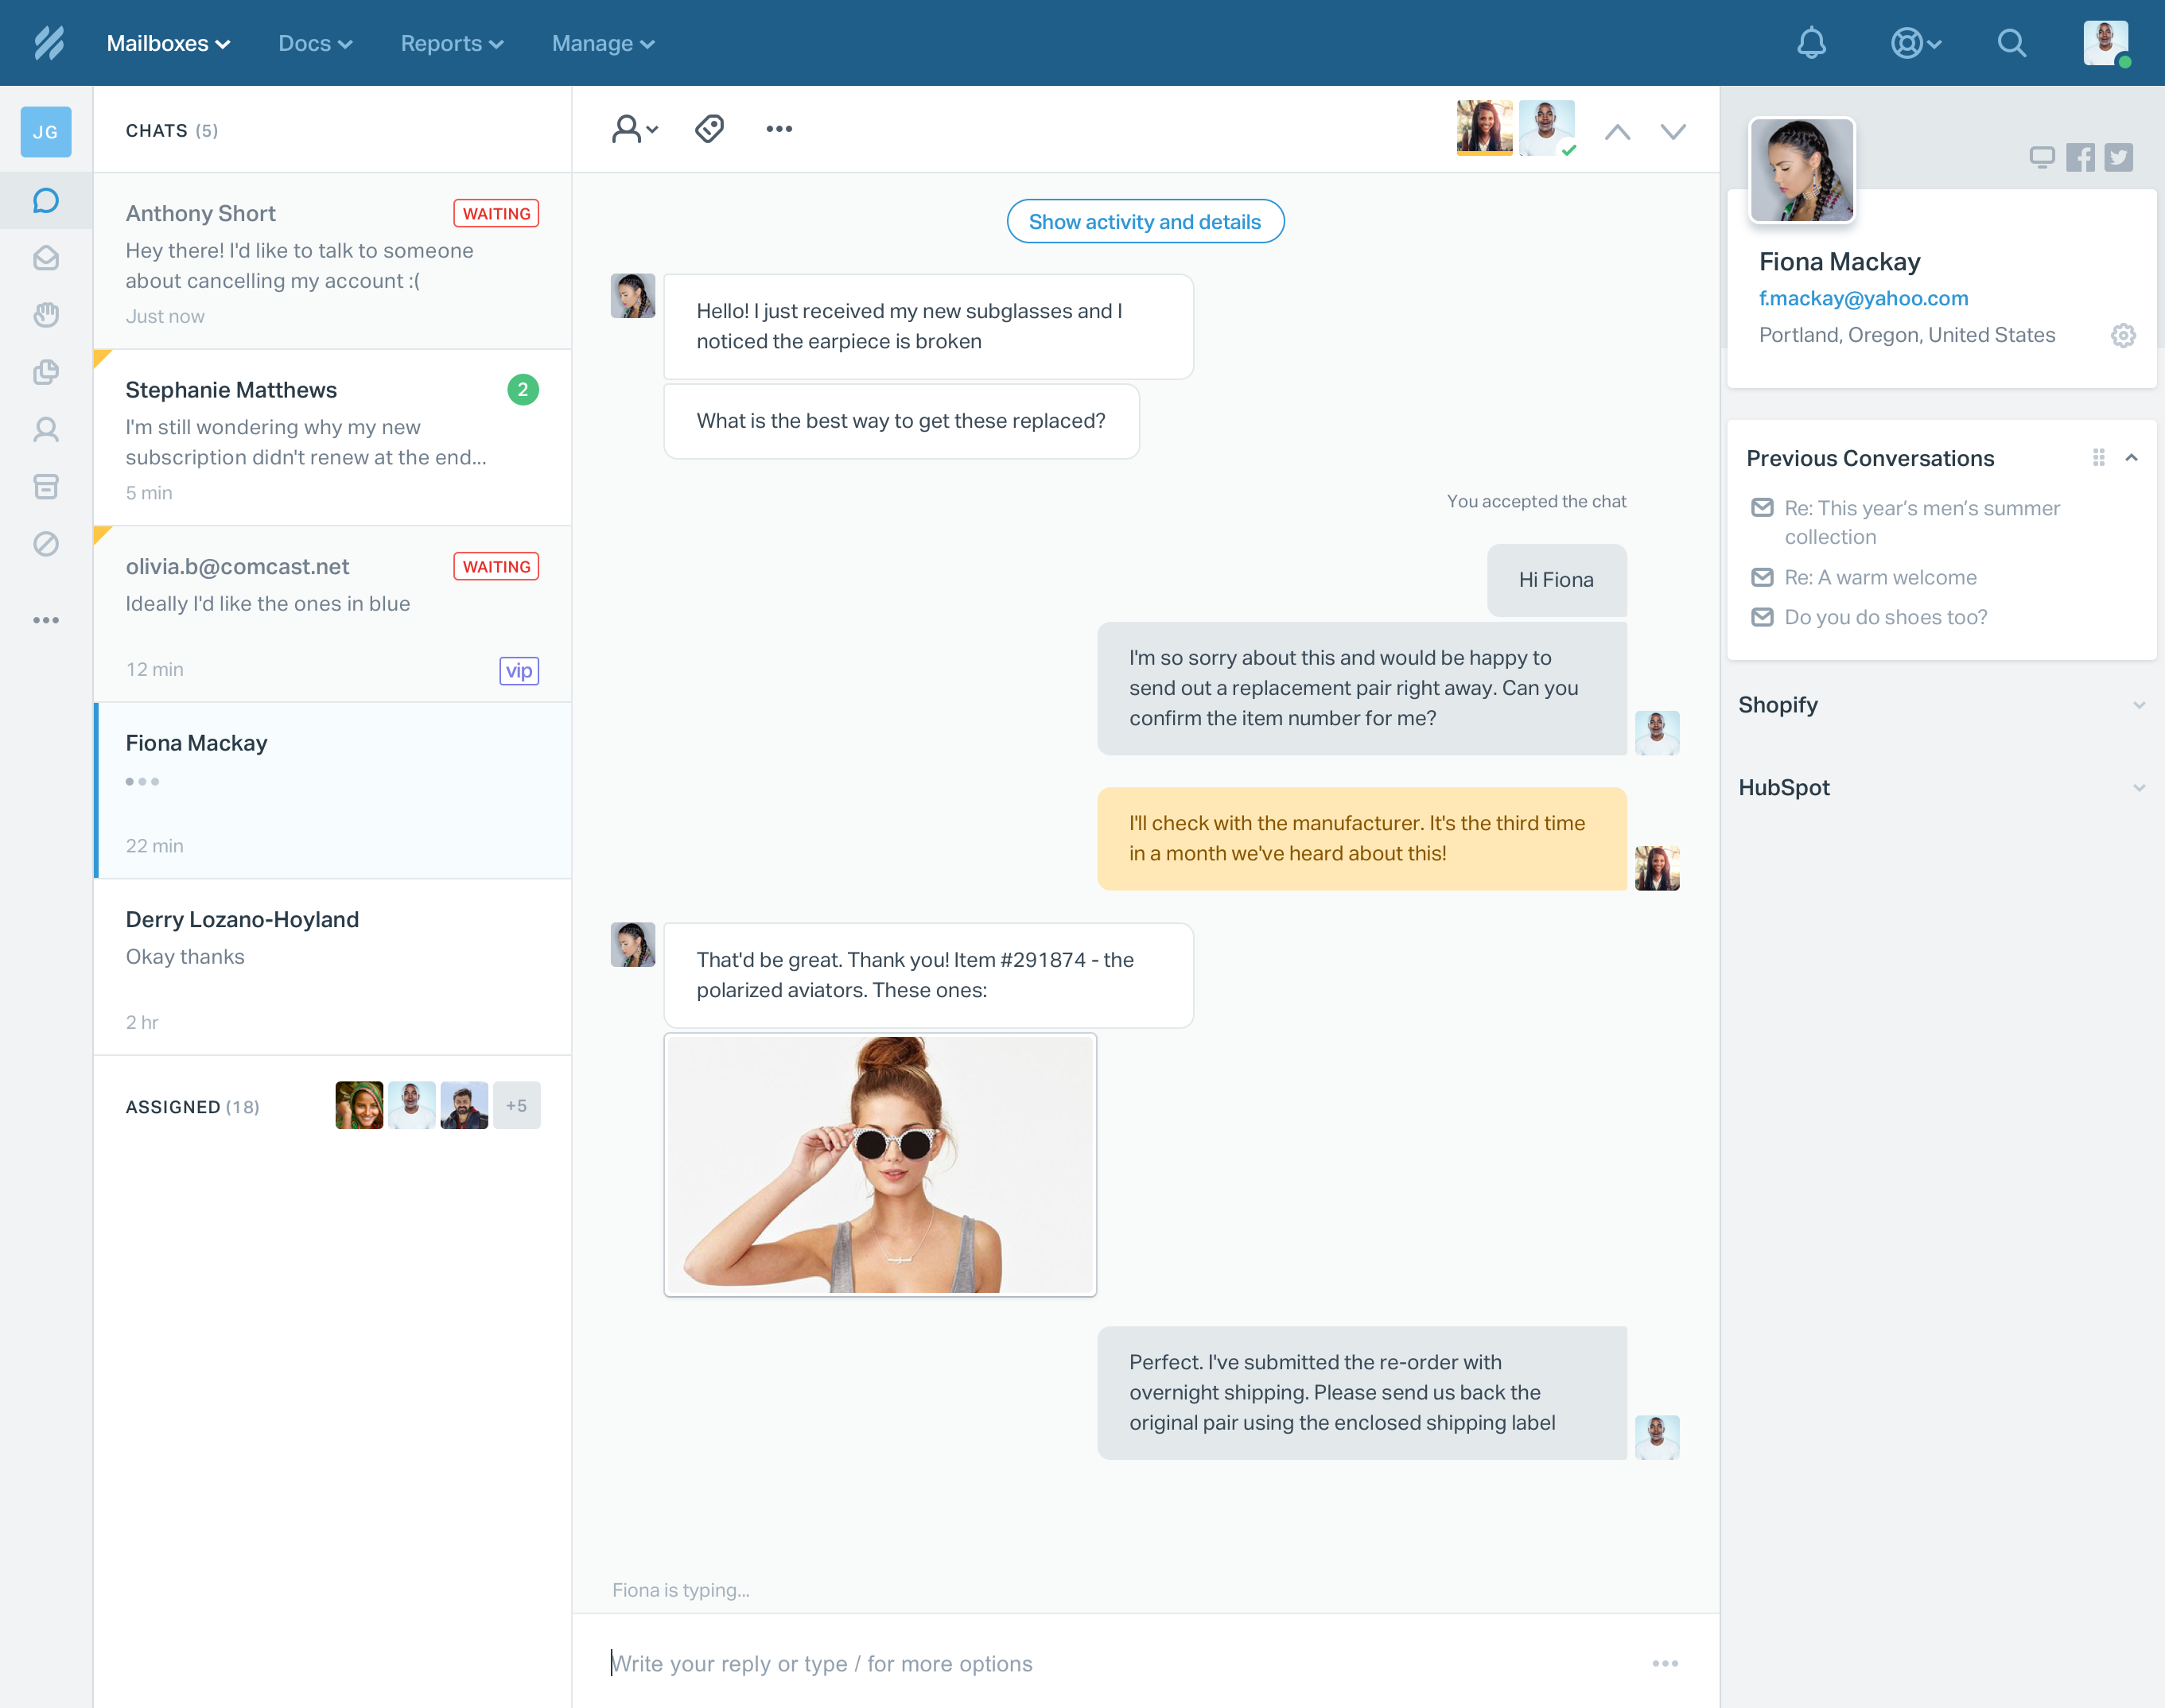 Mailboxes
Docs
Reports
Manage
JG
CHATS (5)
Anthony Short
WAITING
Hey there! I'd like to talk to someone
about cancelling my account :(
Just now
Stephanie Matthews
2
I'm still wondering why my new
subscription didn't renew at the end...
5 min
olivia.b@comcast.net
WAITING
Ideally I'd like the ones in blue
12 min
vip
Fiona Mackay
22 min
Derry Lozano-Hoyland
Okay thanks
2 hr
ASSIGNED (18)
+5
Show activity and details
Hello! I just received my new subglasses and I
noticed the earpiece is broken
What is the best way to get these replaced?
You accepted the chat
Hi Fiona
I'm so sorry about this and would be happy to
send out a replacement pair right away. Can you
confirm the item number for me?
I'll check with the manufacturer. It's the third time
in a month we've heard about this!
That'd be great. Thank you! Item #291874 - the
polarized aviators. These ones:
Perfect. I've submitted the re-order with
overnight shipping. Please send us back the
original pair using the enclosed shipping label
Fiona is typing...
Write your reply or type / for more options
Fiona Mackay
f.mackay@yahoo.com
Portland, Oregon, United States
Previous Conversations
Re: This year’s men’s summer
collection
Re: A warm welcome
Do you do shoes too?
Shopify
HubSpot